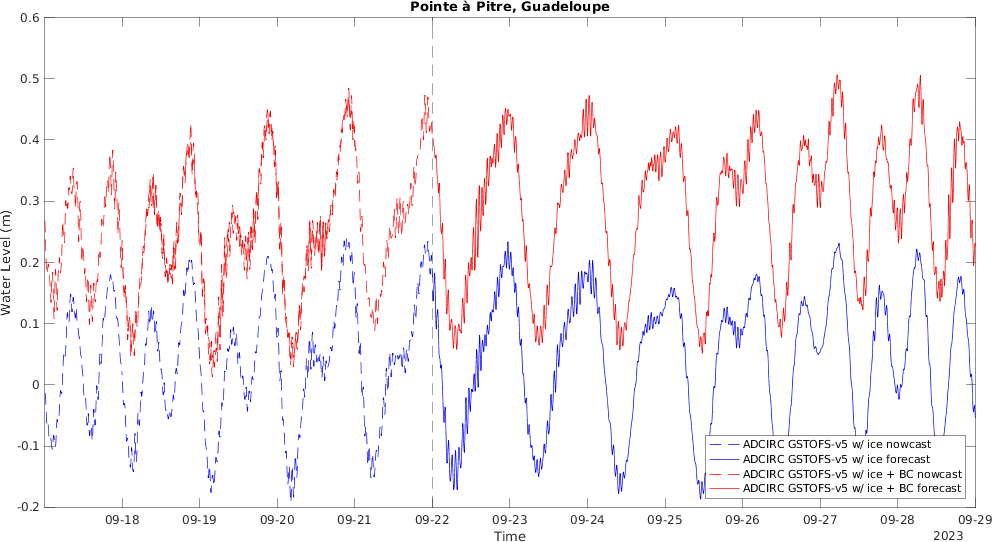 Pointe à Pitre, Guadeloupe
0.6
0.5
0.4
0.3
0.2
0.1
0
-0.1
-0.2
Water Level (m)
ADCIRC GSTOFS-v5 w/ ice nowcast
ADCIRC GSTOFS-v5 w/ ice forecast
ADCIRC GSTOFS-v5 w/ ice + BC nowcast
ADCIRC GSTOFS-v5 w/ ice + BC forecast
09-18 09-19 09-20 09-21 09-22 09-23 09-24 09-25 09-26 09-27 09-28 09-29
Time
2023